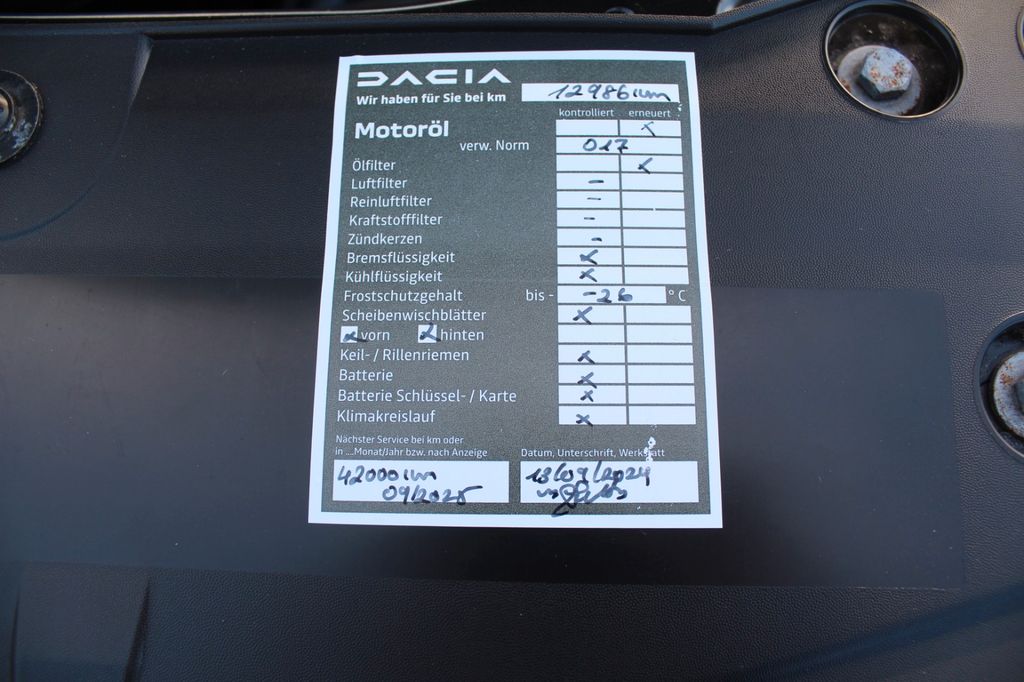 DACIA
Wir haben für Sie bei km 12986 km
kontrolliert erneuert
Motoröl x
verw. Norm 017
Ölfilter x
Luftfilter -
Reinluftfilter -
Kraftstofffilter -
Zündkerzen -
Bremsflüssigkeit x
Kühlflüssigkeit x
Frostschutzgehalt bis - -26 °C
Scheibenwischblätter x
x vorn x hinten
Keil- / Rillenriemen x
Batterie x
Batterie Schlüssel- / Karte x
Klimakreislauf x
Nächster Service bei km oder
in ....Monat/Jahr bzw. nach Anzeige
Datum, Unterschrift, Werkstatt
42000 km 13/09/2024
09/2025